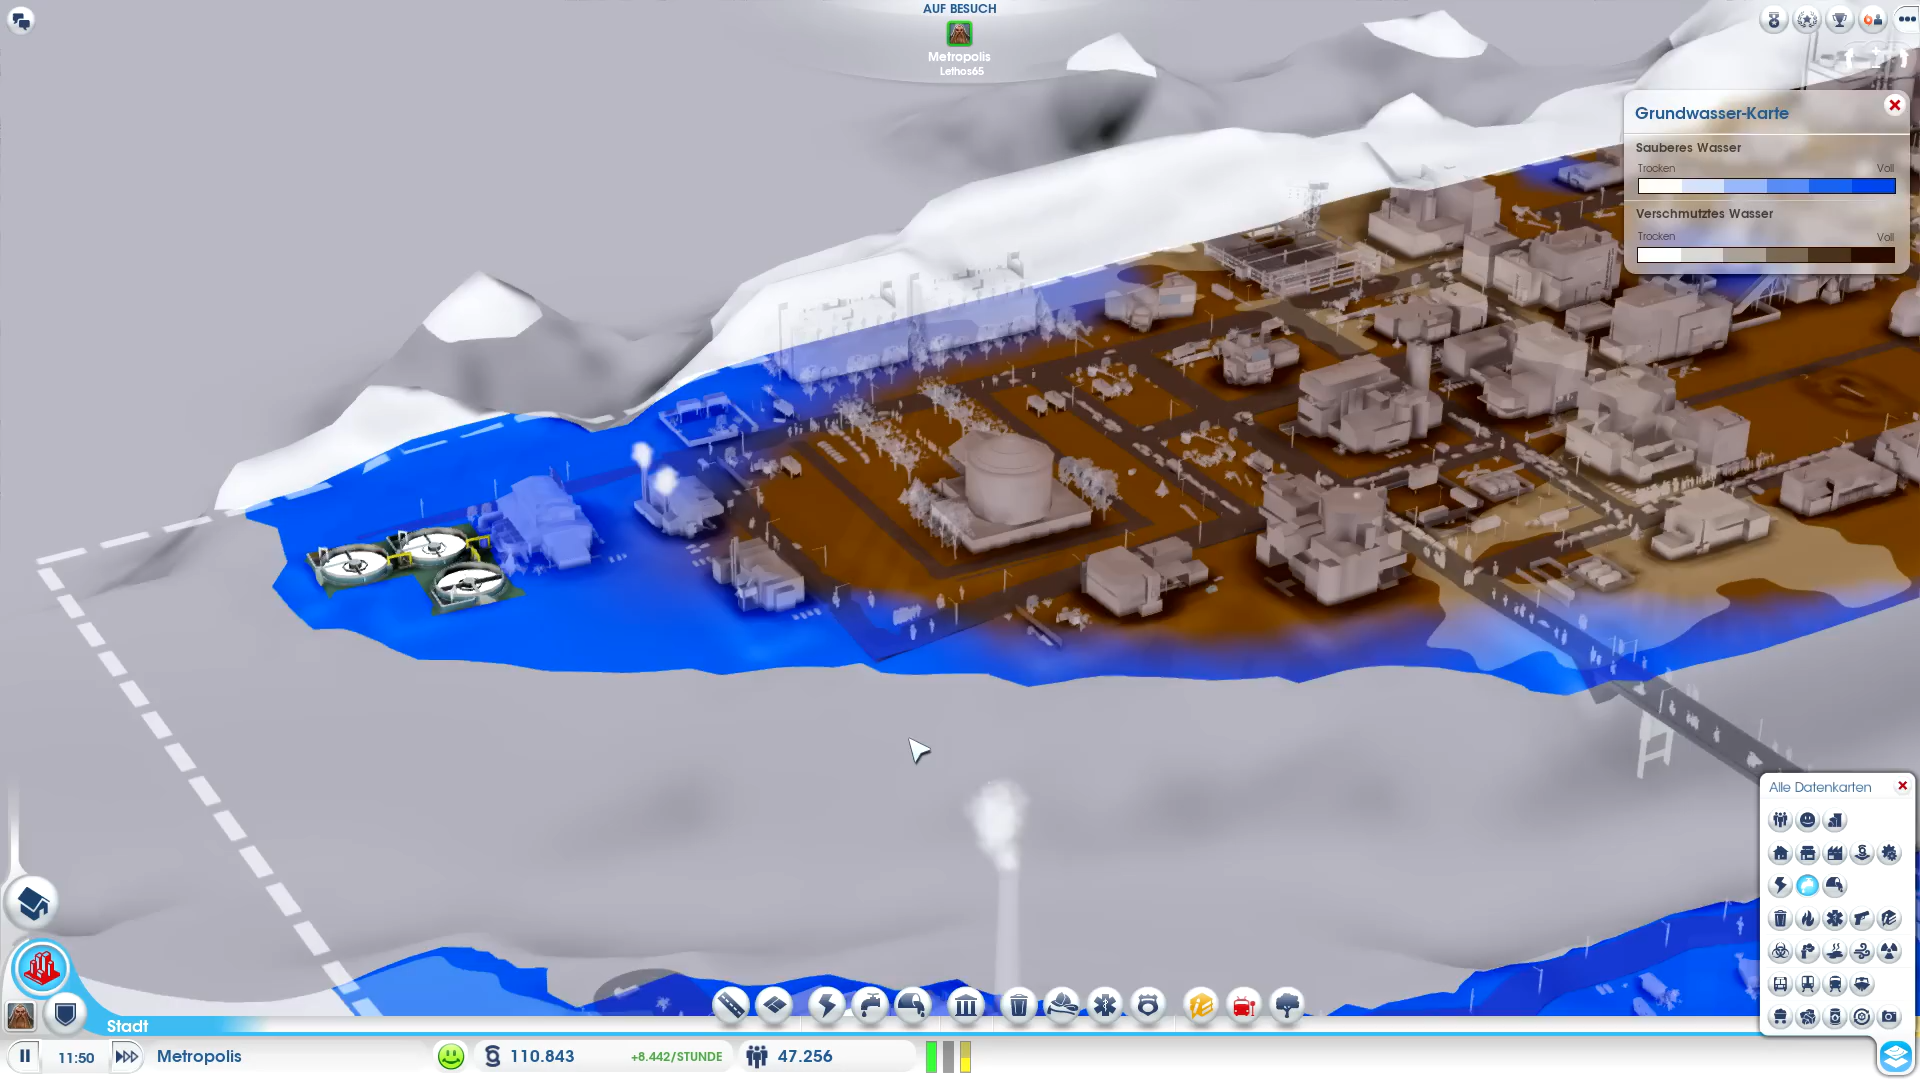 AUF BESUCH
Metropolis
Lethos65
Grundwasser-Karte
Sauberes Wasser
Trocken Voll
Verschmutztes Wasser
Trocken Voll
Alle Datenkarten
Stadt
11:50
Metropolis
110.843
+8.442/STUNDE
47.256